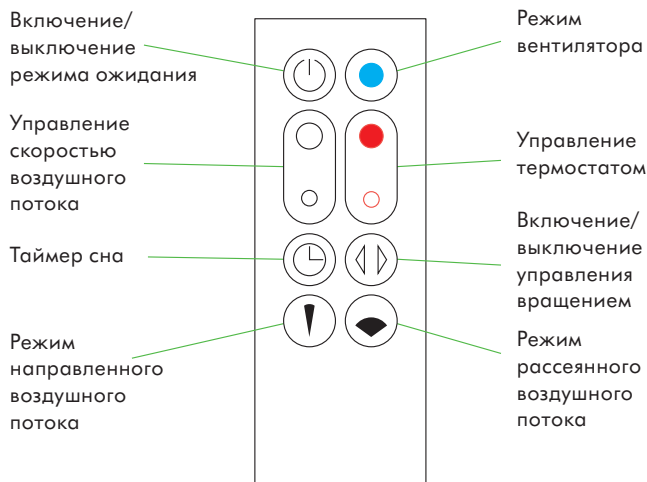 Включение/
выключение
режима ожидания
Управление
скоростью
воздушного
потока
Таймер сна
Режим
направленного
воздушного
потока
Режим
вентилятора
Управление
термостатом
Включение/
выключение
управления
вращением
Режим
рассеянного
воздушного
потока